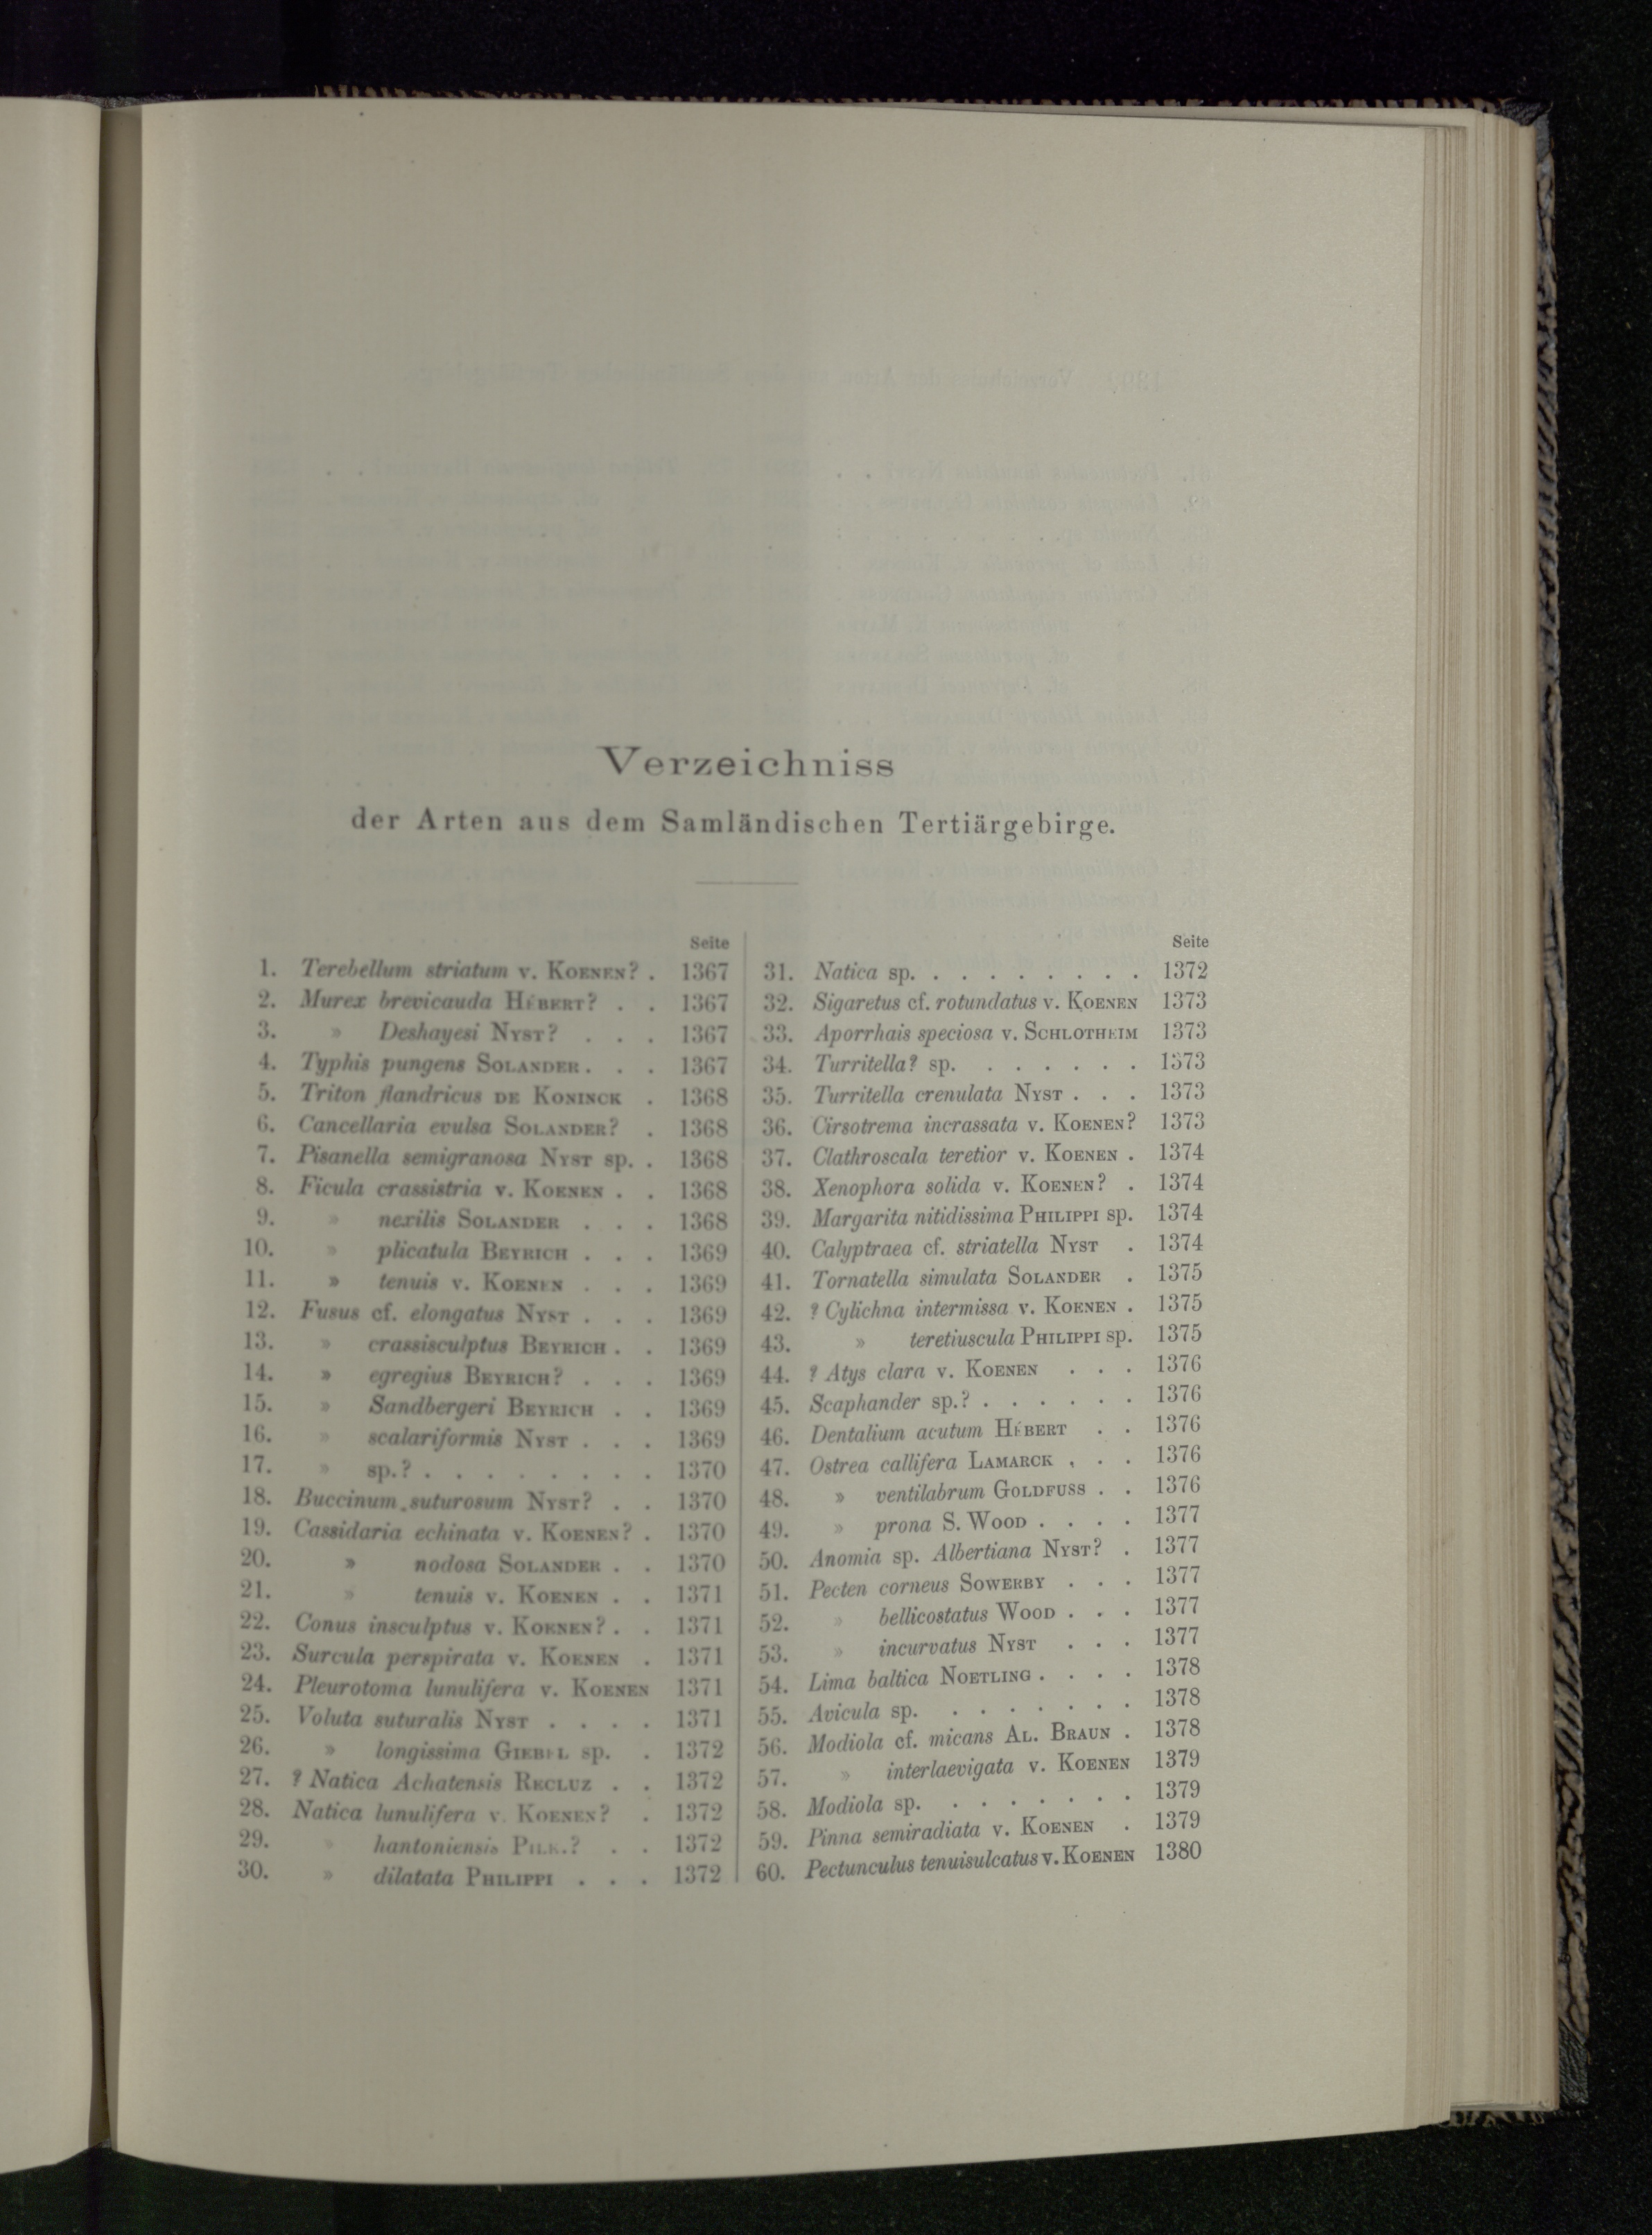 Verzeichniss
der Arten aus dem Samländischen Tertiärgebirge.
Seite
1. Terebellum striatum v. Koenen? . 1367
2. Murex brevicauda Hébert? . . 1367
3. » Deshayesi Nyst? . . . 1367
4. Typhis pungens Solander . . . 1367
5. Triton flandricus de Koninck . 1368
6. Cancellaria evulsa Solander? . 1368
7. Pisanella semigranosa Nyst sp. . 1368
8. Ficula crassistria v. Koenen . . 1368
9. » nexilis Solander . . . 1368
10. » plicatula Beyrich . . . 1369
11. » tenuis v. Koenen . . . 1369
12. Fusus cf. elongatus Nyst . . . 1369
13. » crassisculptus Beyrich . . 1369
14. » egregius Beyrich? . . . 1369
15. » Sandbergeri Beyrich . . 1369
16. » scalariformis Nyst . . . 1369
17. » sp.? . . . . . . . . 1370
18. Buccinum suturosum Nyst? . . 1370
19. Cassidaria echinata v. Koenen? . 1370
20. » nodosa Solander . . 1370
21. » tenuis v. Koenen . . 1371
22. Conus insculptus v. Koenen? . . 1371
23. Surcula perspirata v. Koenen . 1371
24. Pleurotoma lunulifera v. Koenen 1371
25. Voluta suturalis Nyst . . . . 1371
26. » longissima Giebel sp. . 1372
27. ? Natica Achatensis Recluz . . 1372
28. Natica lunulifera v. Koenen? . 1372
29. » hantoniensis Pilk.? . . 1372
30. » dilatata Philippi . . . 1372
Seite
31. Natica sp. . . . . . . . . 1372
32. Sigaretus cf. rotundatus v. Koenen 1373
33. Aporrhais speciosa v. Schlotheim 1373
34. Turritella? sp. . . . . . . 1373
35. Turritella crenulata Nyst . . . 1373
36. Cirsotrema incrassata v. Koenen? 1373
37. Clathroscala teretior v. Koenen . 1374
38. Xenophora solida v. Koenen? . 1374
39. Margarita nitidissima Philippi sp. 1374
40. Calyptraea cf. striatella Nyst . 1374
41. Tornatella simulata Solander . 1375
42. ? Cylichna intermissa v. Koenen . 1375
43. » teretiuscula Philippi sp. 1375
44. ? Atys clara v. Koenen . . . 1376
45. Scaphander sp.? . . . . . . 1376
46. Dentalium acutum Hébert . . 1376
47. Ostrea callifera Lamarck . . . 1376
48. » ventilabrum Goldfuss . . 1376
49. » prona S. Wood . . . . 1377
50. Anomia sp. Albertiana Nyst? . 1377
51. Pecten corneus Sowerby . . . 1377
52. » bellicostatus Wood . . . 1377
53. » incurvatus Nyst . . . 1377
54. Lima baltica Noetling . . . . 1378
55. Avicula sp. . . . . . . . 1378
56. Modiola cf. micans Al. Braun . 1378
57. » interlaevigata v. Koenen 1379
58. Modiola sp. . . . . . . . 1379
59. Pinna semiradiata v. Koenen . 1379
60. Pectunculus tenuisulcatus v. Koenen 1380